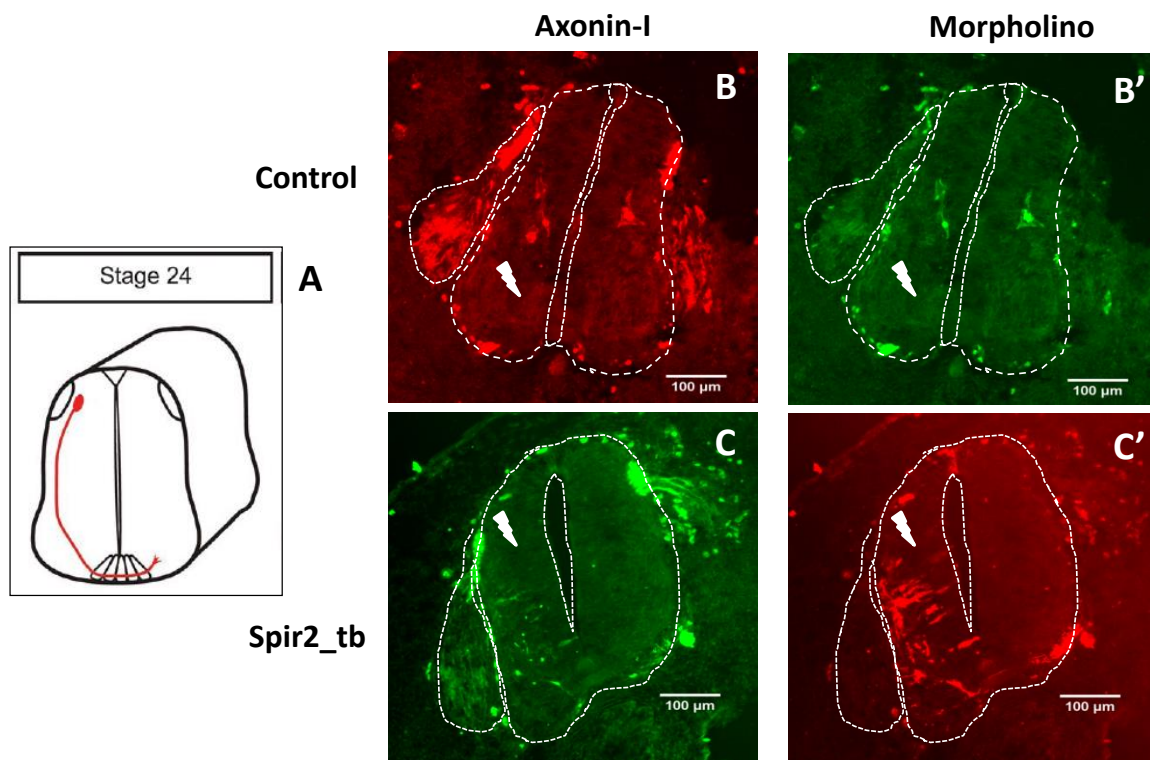 Axonin-I
Morpholino
B
B’
Control
100 µm
100 µm
Stage 24
A
C
C’
Spir2_tb
100 µm
100 µm